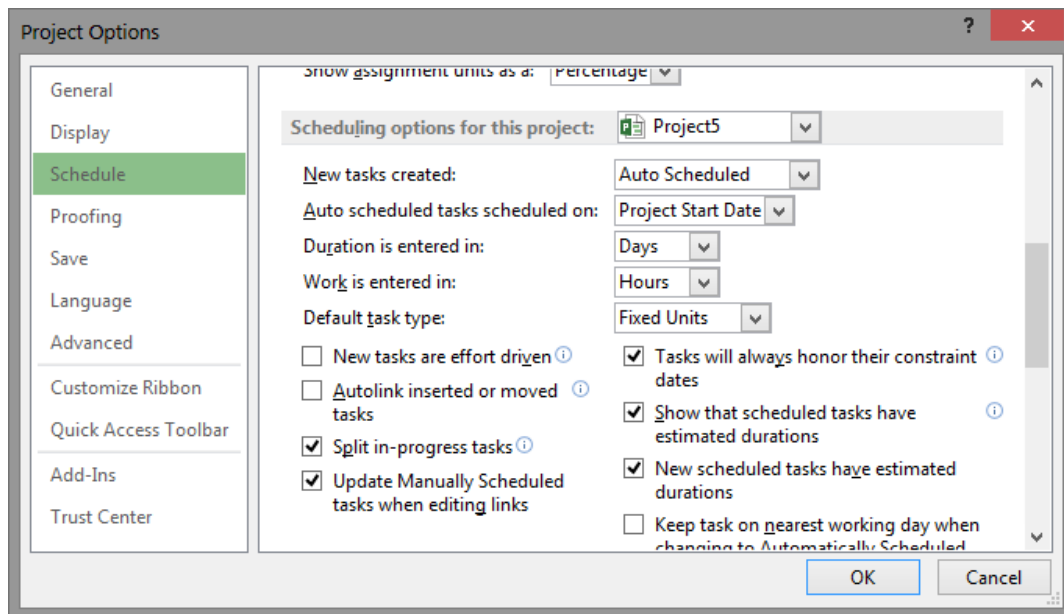 Project Options
?
General
Display
Schedule
Proofing
Save
Language
Advanced
Customize Ribbon
Quick Access Toolbar
Add-Ins
Trust Center
Show assignment units as a: Percentage
Scheduling options for this project: Project5
New tasks created: Auto Scheduled
Auto scheduled tasks scheduled on: Project Start Date
Duration is entered in: Days
Work is entered in: Hours
Default task type: Fixed Units
New tasks are effort driven
Autolink inserted or moved
tasks
Split in-progress tasks
Update Manually Scheduled
tasks when editing links
Tasks will always honor their constraint
dates
Show that scheduled tasks have
estimated durations
New scheduled tasks have estimated
durations
Keep task on nearest working day when
changing to Automatically Scheduled
OK Cancel